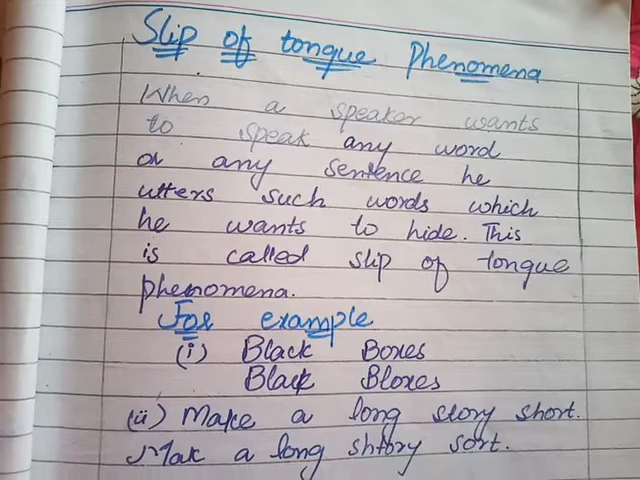 Slip of tongue Phenomena
When a speaker wants
to speak any word
or any sentence he
utters such words which
he wants to hide. This
is called slip of tongue
phenomena.
For example
(i) Black Boxes
Black Bloxes
(ii) Make a long story short.
Mak a long shtory sort.